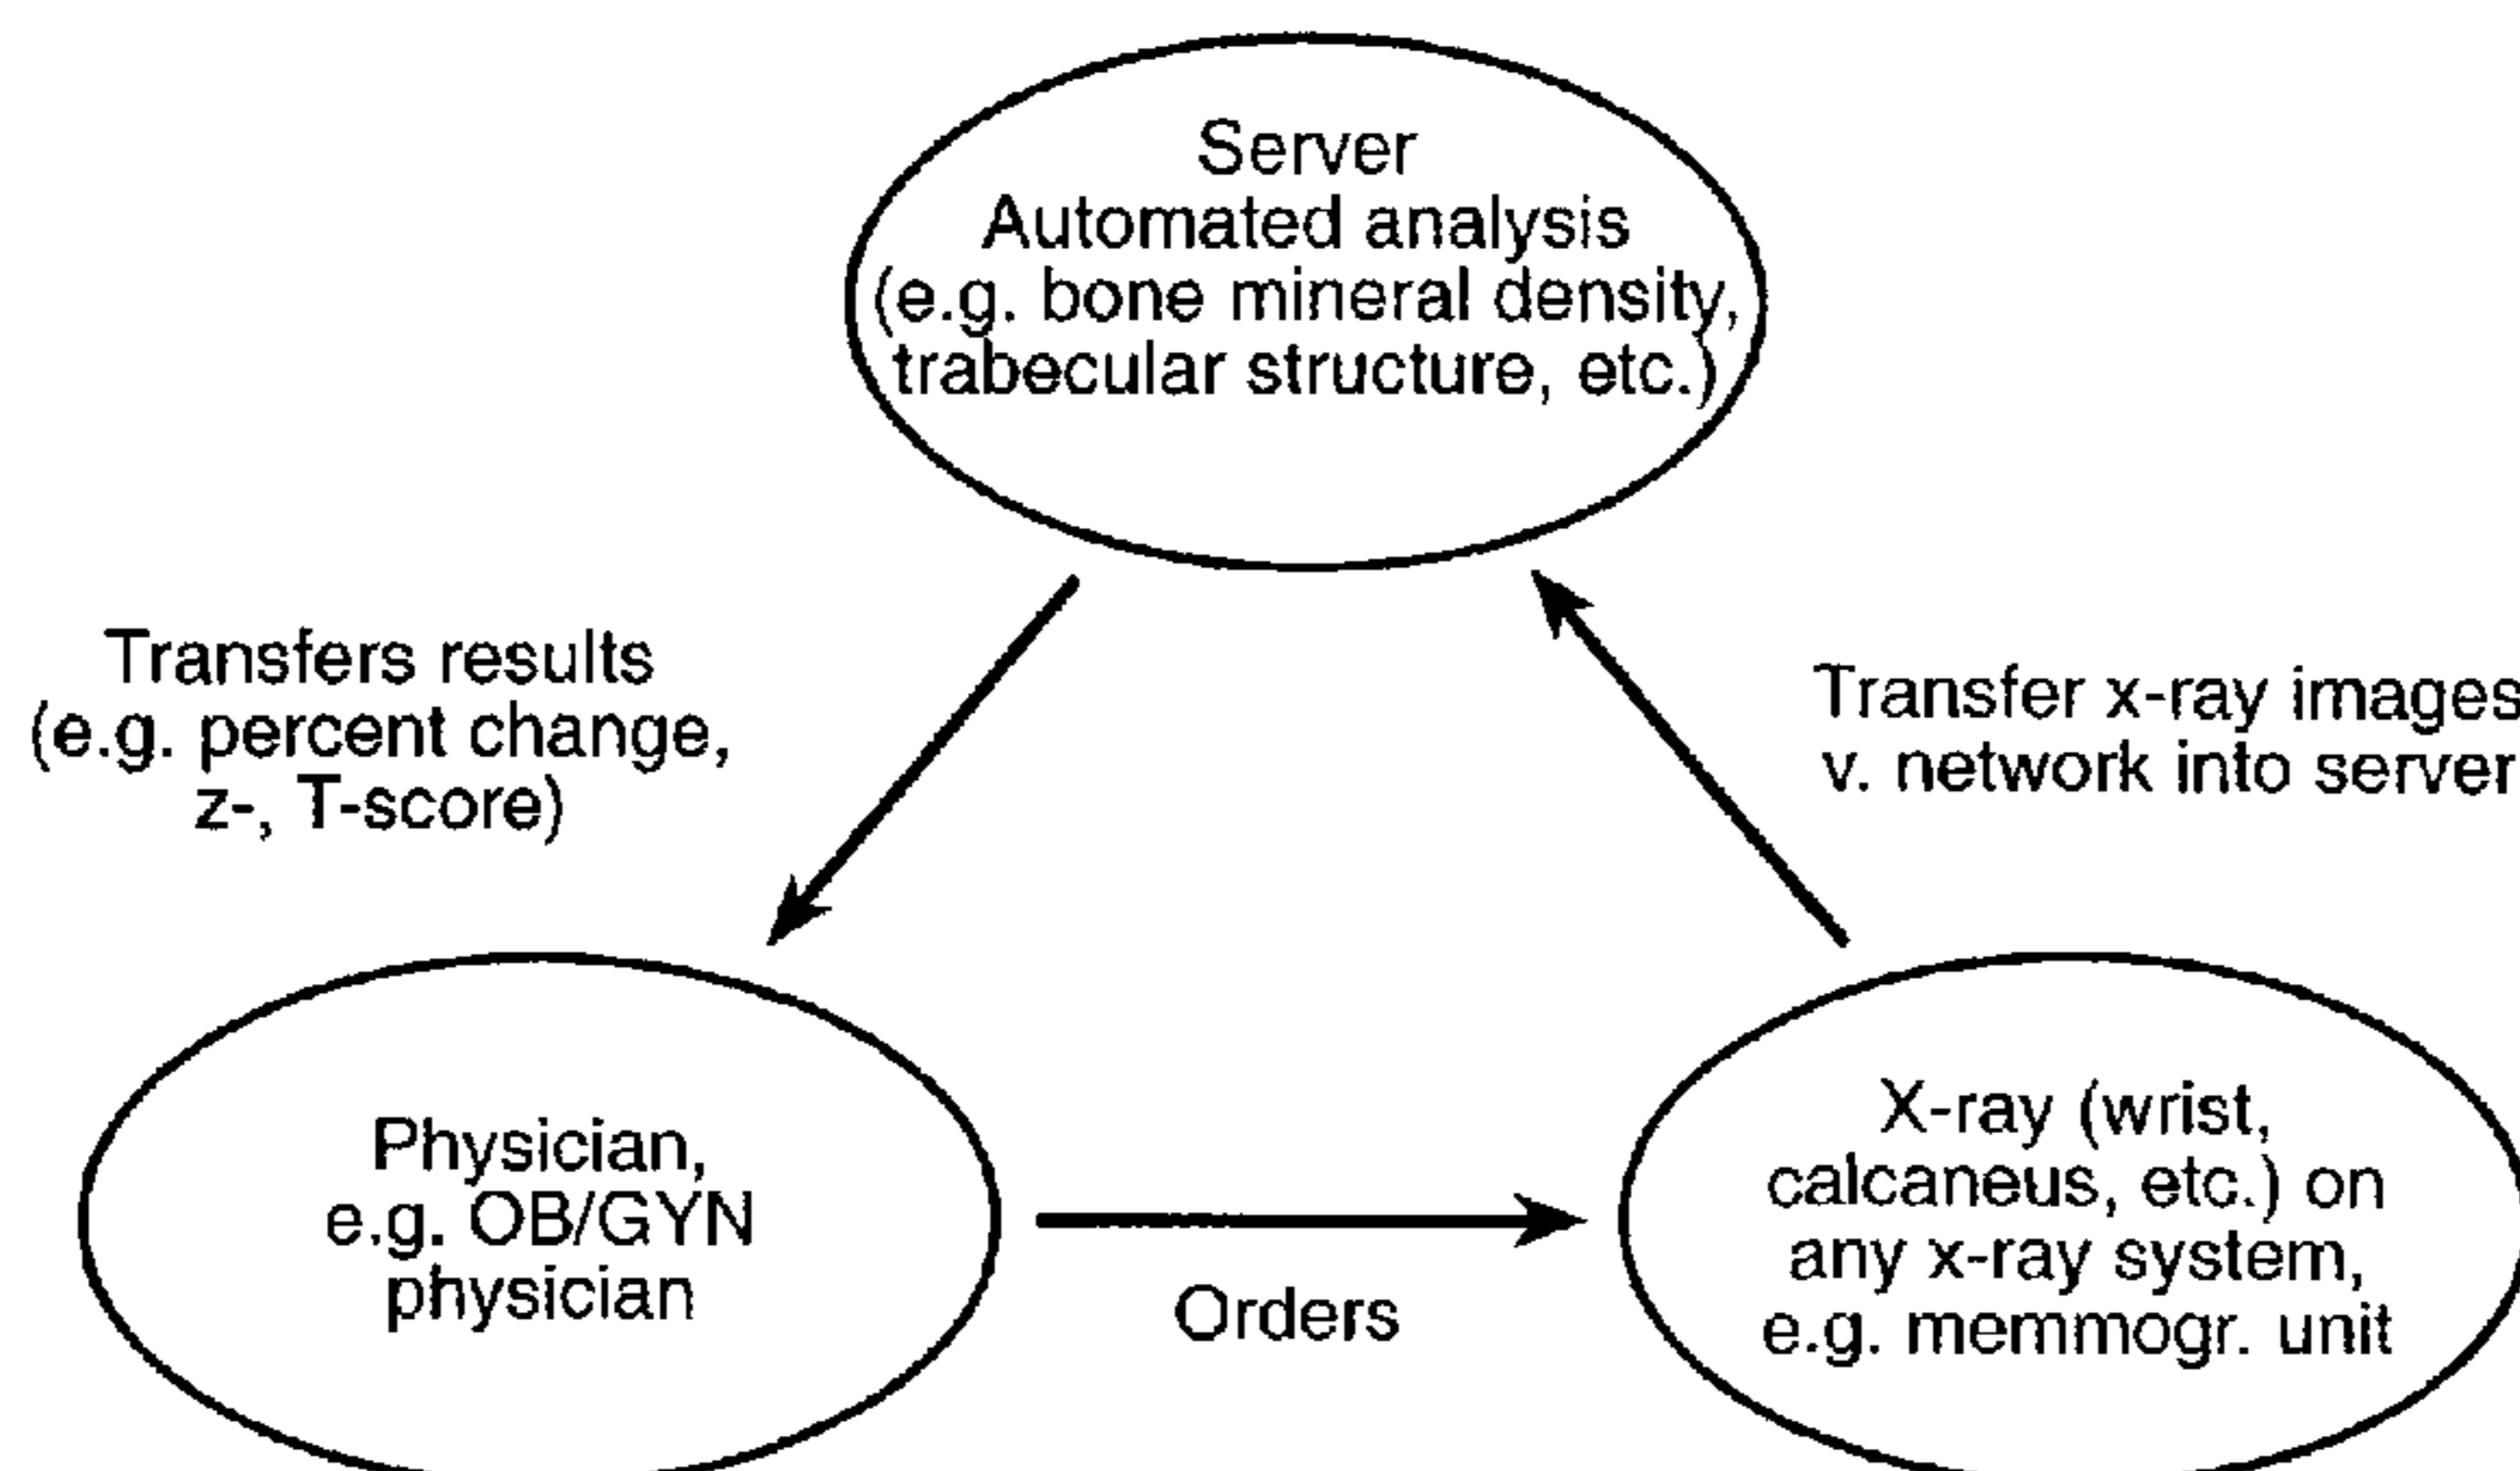 Server
Automated analysis
(e.g. bone mineral density,
trabecular structure, etc.)
Transfers results
(e.g. percent change,
z-, T-score)
Transfer x-ray images
v. network into server
Physician,
e.g. OB/GYN
physician
Orders
X-ray (wrist,
calcaneus, etc.) on
any x-ray system,
e.g. memmogr. unit